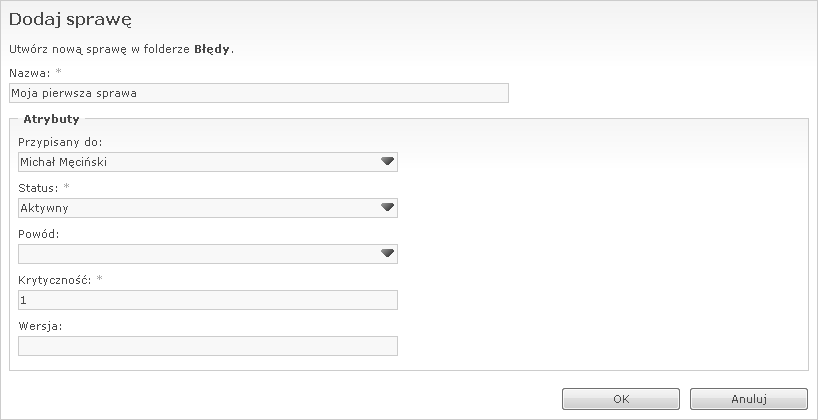 Dodaj sprawę
Utwórz nową sprawę w folderze Błędy.
Nazwa: *
Moja pierwsza sprawa
Atrybuty
Przypisany do:
Michał Męciński
Status: *
Aktywny
Powód:
Krytyczność: *
1
Wersja:
OK Anuluj